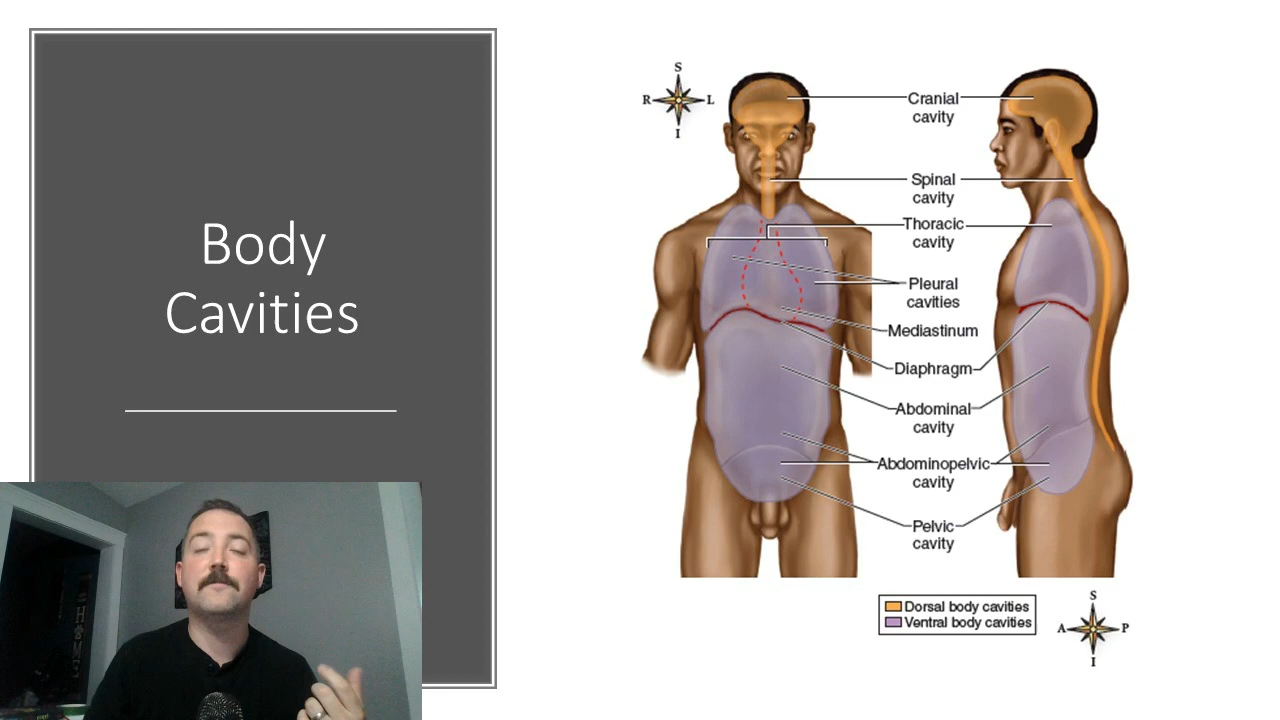 Body
Cavities
S
R
L
I
Cranial
cavity
Spinal
cavity
Thoracic
cavity
Pleural
cavities
Mediastinum
Diaphragm
Abdominal
cavity
Abdominopelvic
cavity
Pelvic
cavity
Dorsal body cavities
Ventral body cavities
S
A
P
I